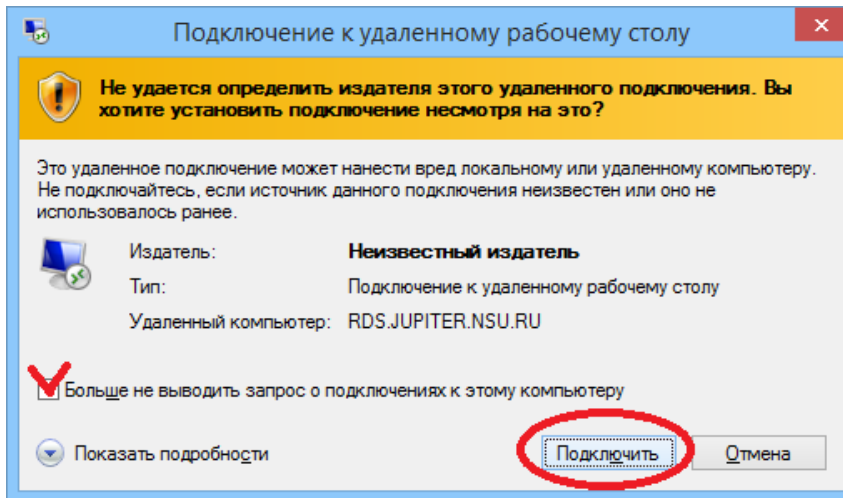 Подключение к удаленному рабочему столу
Не удается определить издателя этого удаленного подключения. Вы
хотите установить подключение несмотря на это?
Это удаленное подключение может нанести вред локальному или удаленному компьютеру.
Не подключайтесь, если источник данного подключения неизвестен или оно не
использовалось ранее.
Издатель: Неизвестный издатель
Тип: Подключение к удаленному рабочему столу
Удаленный компьютер: RDS.JUPITER.NSU.RU
Больше не выводить запрос о подключениях к этому компьютеру
Показать подробности Подключить Отмена